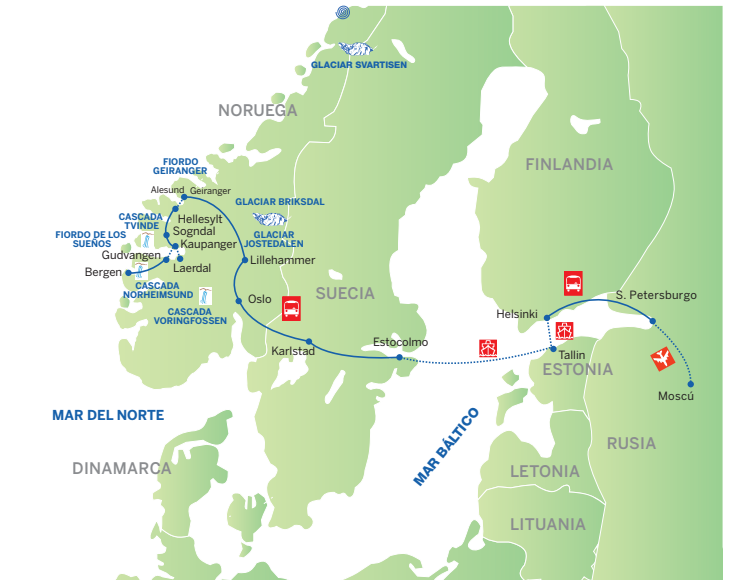 GLACIAR SVARTISEN
NORUEGA
FINLANDIA
FIORDO
GEIRANGER
Alesund
Geiranger
GLACIAR BRIKSDAL
CASCADA
TVINDE
Hellesylt
Sogndal
FIORDO DE LOS
SUEÑOS
GLACIAR
JOSTEDALEN
Kaupanger
Gudvangen
Laerdal
Lillehammer
Bergen
CASCADA
NORHEIMSUND
SUECIA
S. Petersburgo
Oslo
CASCADA
VORINGFOSSEN
Helsinki
Karlstad
Estocolmo
Tallin
ESTONIA
Moscú
MAR DEL NORTE
MAR BÁLTICO
RUSIA
DINAMARCA
LETONIA
LITUANIA